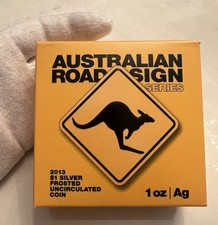 AUSTRALIAN
ROAD SIGN
SERIES
2013
$1 SILVER
FROSTED
UNCIRCULATED
COIN
1 oz | Ag